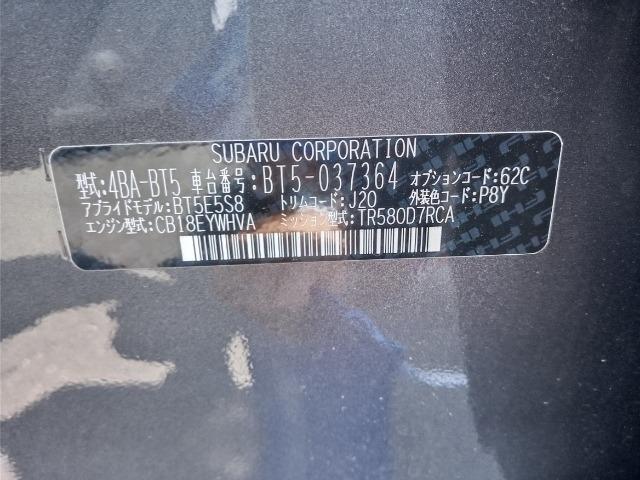 SUBARU CORPORATION
型式:4BA-BT5 車台番号:BT5-037364 オプションコード:62C
アプライドモデル:BT5E5S8 トリムコード:J20 外装色コード:P8Y
エンジン型式:CB18EYWHVA ミッション型式:TR580D7RCA